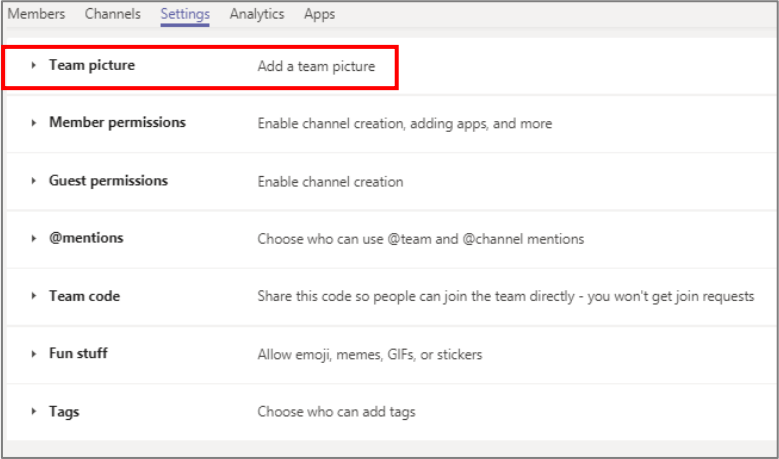 Members Channels Settings Analytics Apps
Team picture Add a team picture
Member permissions Enable channel creation, adding apps, and more
Guest permissions Enable channel creation
@mentions Choose who can use @team and @channel mentions
Team code Share this code so people can join the team directly - you won't get join requests
Fun stuff Allow emoji, memes, GIFs, or stickers
Tags Choose who can add tags